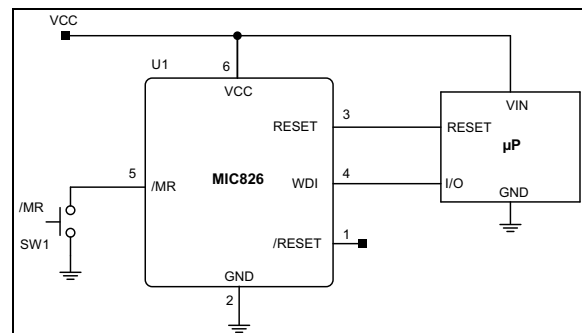 VCC
U1
6
VCC
VIN
3
RESET
RESET
µP
5
/MR
MIC826
4
WDI
I/O
/MR
SW1
GND
1
/RESET
GND
2